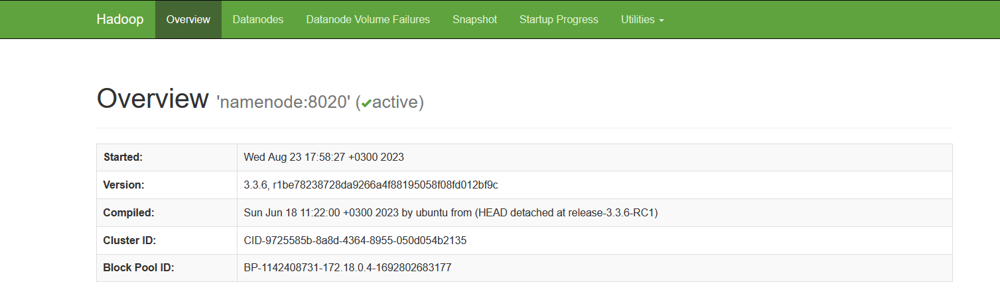 Hadoop Overview Datanodes Datanode Volume Failures Snapshot Startup Progress Utilities
Overview 'namenode:8020' (✔active)
Started: Wed Aug 23 17:58:27 +0300 2023
Version: 3.3.6, r1be78238728da9266a4f88195058f08fd012bf9c
Compiled: Sun Jun 18 11:22:00 +0300 2023 by ubuntu from (HEAD detached at release-3.3.6-RC1)
Cluster ID: CID-9725585b-8a8d-4364-8955-050d054b2135
Block Pool ID: BP-1142408731-172.18.0.4-1692802683177